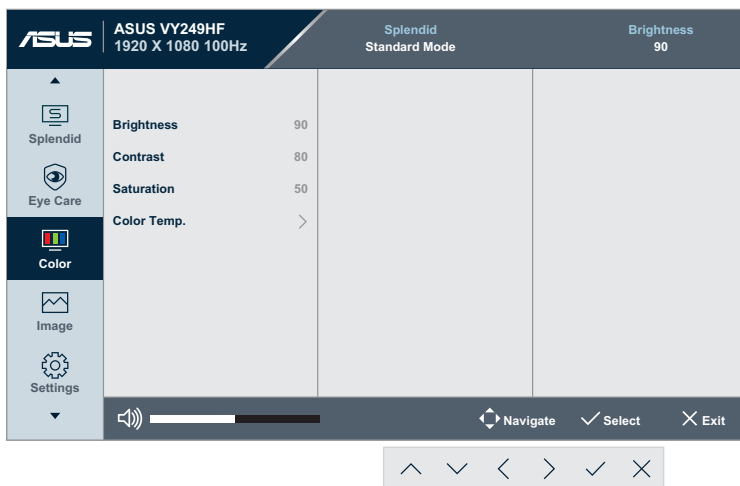 ASUS
ASUS VY249HF
1920 X 1080 100Hz
Splendid
Standard Mode
Brightness
90
Splendid
Eye Care
Color
Image
Settings
Brightness 90
Contrast 80
Saturation 50
Color Temp.
Navigate
Select
Exit